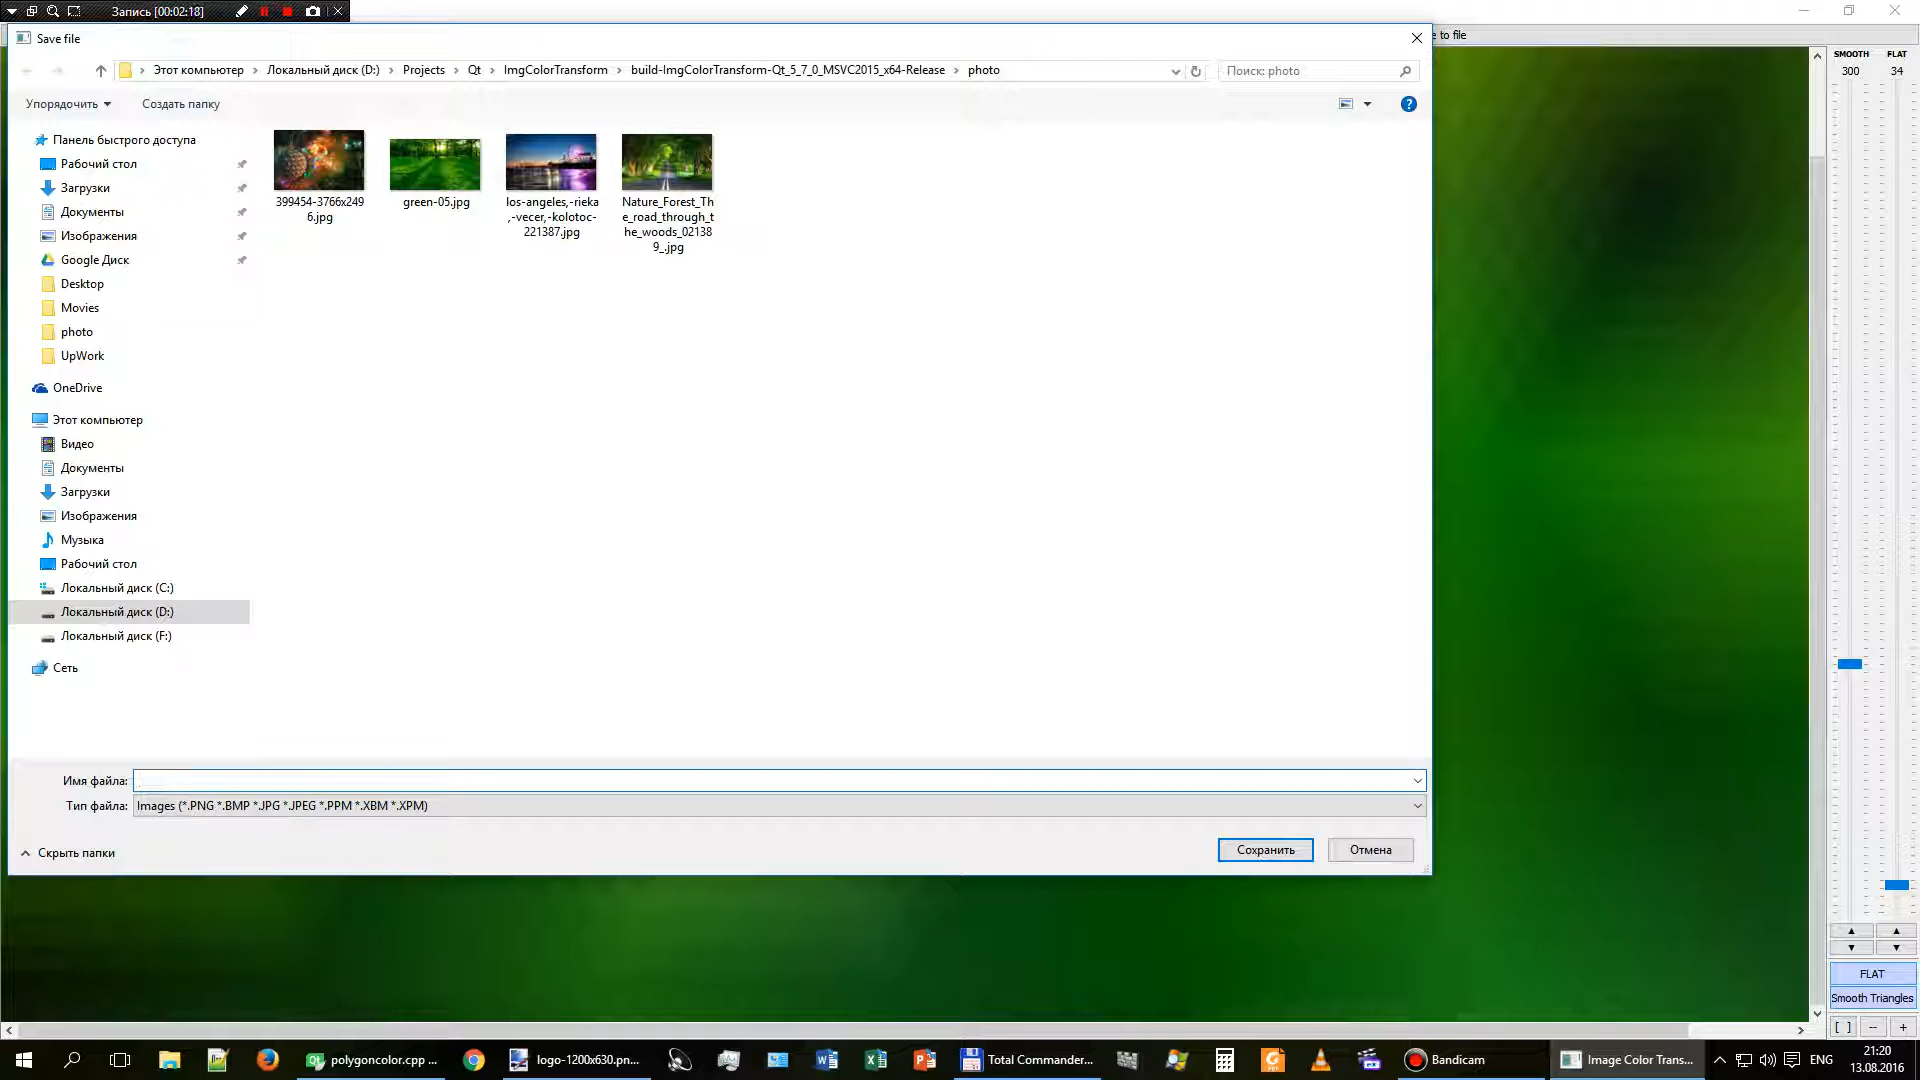 Запись [00:02:18]
Save file
e to file
Этот компьютер
Локальный диск (D:)
Projects
Qt
ImgColorTransform
build-ImgColorTransform-Qt_5_7_0_MSVC2015_x64-Release
photo
Поиск: photo
Упорядочить
Создать папку
SMOOTH
FLAT
300
34
Панель быстрого доступа
Рабочий стол
Загрузки
Документы
Изображения
Google Диск
Desktop
Movies
photo
UpWork
OneDrive
Этот компьютер
Видео
Документы
Загрузки
Изображения
Музыка
Рабочий стол
Локальный диск (C:)
Локальный диск (D:)
Локальный диск (F:)
Сеть
399454-3766x249
6.jpg
green-05.jpg
los-angeles,-rieka
,-vecer,-kolotoc-
221387.jpg
Nature_Forest_Th
e_road_through_t
he_woods_02138
9_.jpg
Имя файла:
Тип файла:
Images (*.PNG *.BMP *.JPG *.JPEG *.PPM *.XBM *.XPM)
Скрыть папки
Сохранить
Отмена
FLAT
Smooth Triangles
[ ]
--
+
polygoncolor.cpp ...
logo-1200x630.pn...
Total Commander...
Bandicam
Image Color Trans...
ENG
21:20
13.08.2016